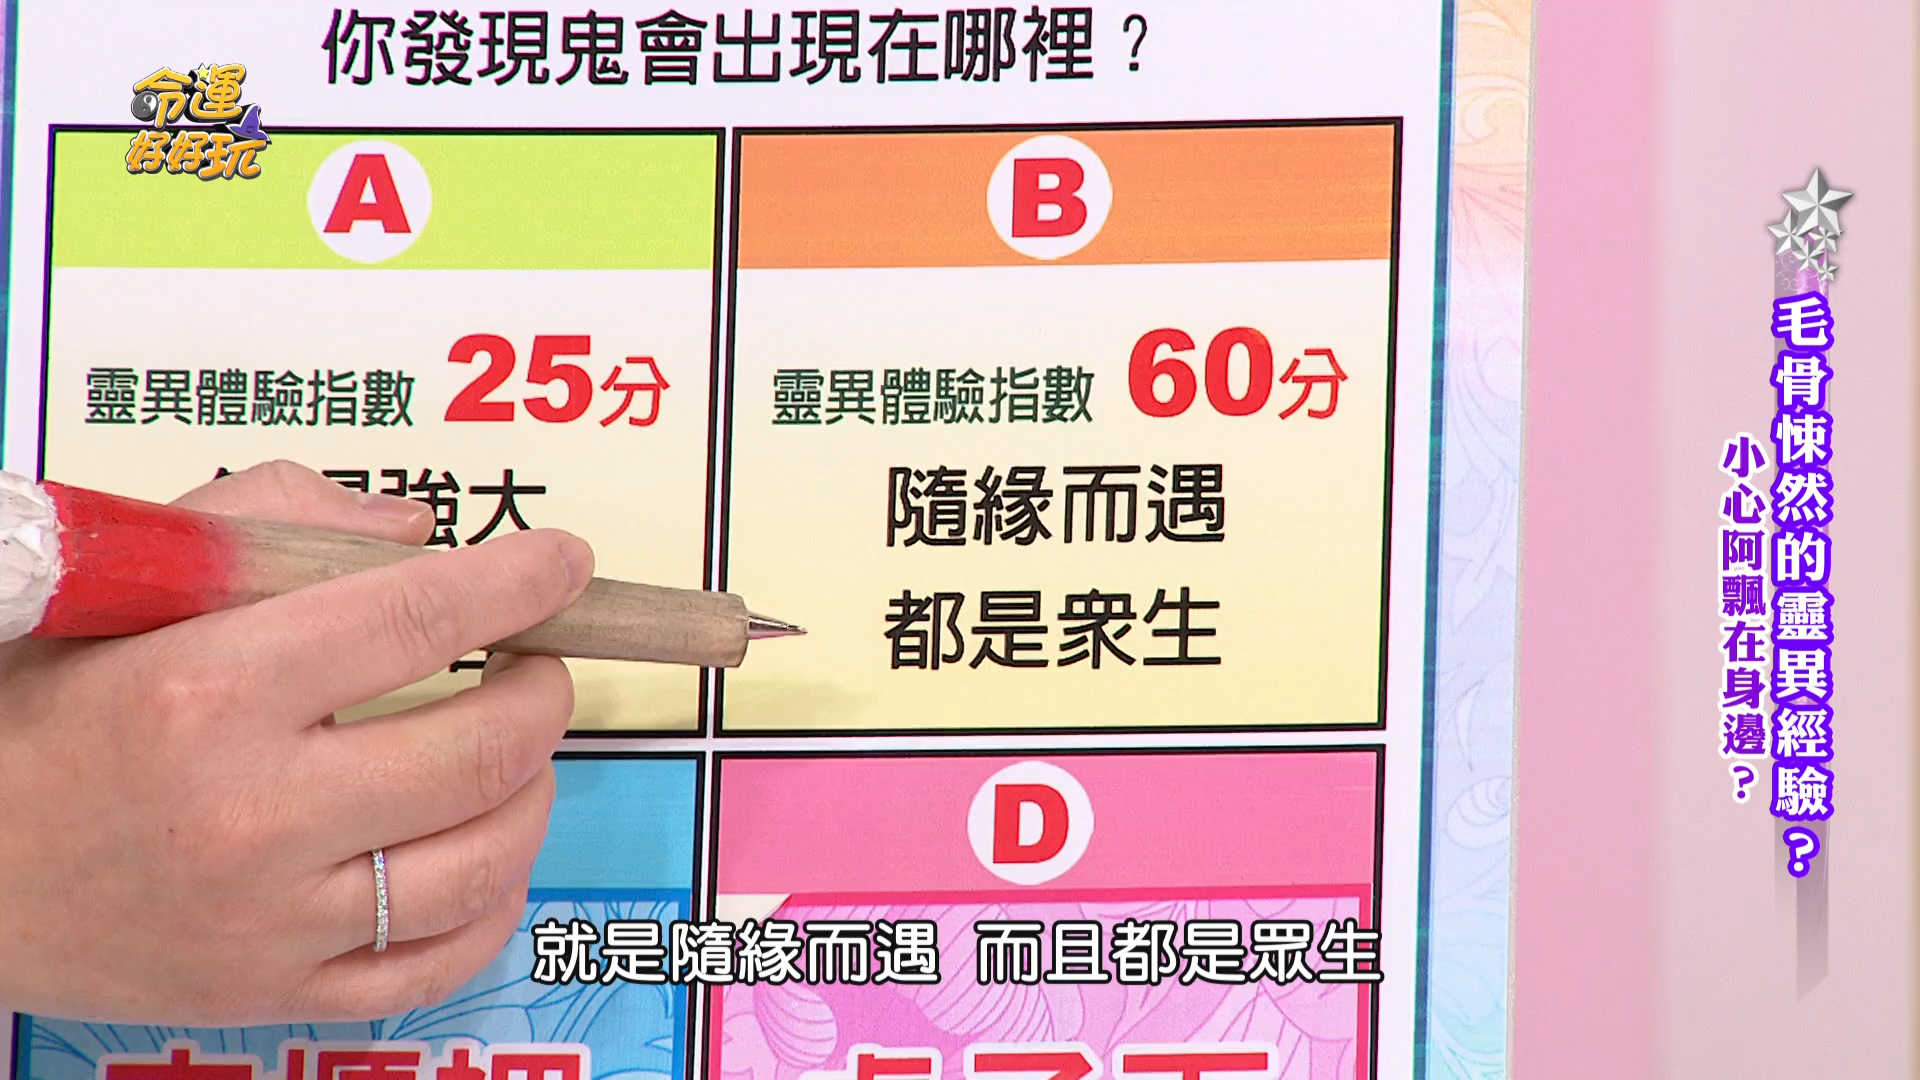 你發現鬼會出現在哪裡？
命運
好好玩
A
靈異體驗指數 25分
強大
B
靈異體驗指數 60分
隨緣而遇
都是衆生
D
就是隨緣而遇 而且都是眾生
毛骨悚然的靈異經驗？
小心阿飄在身邊？